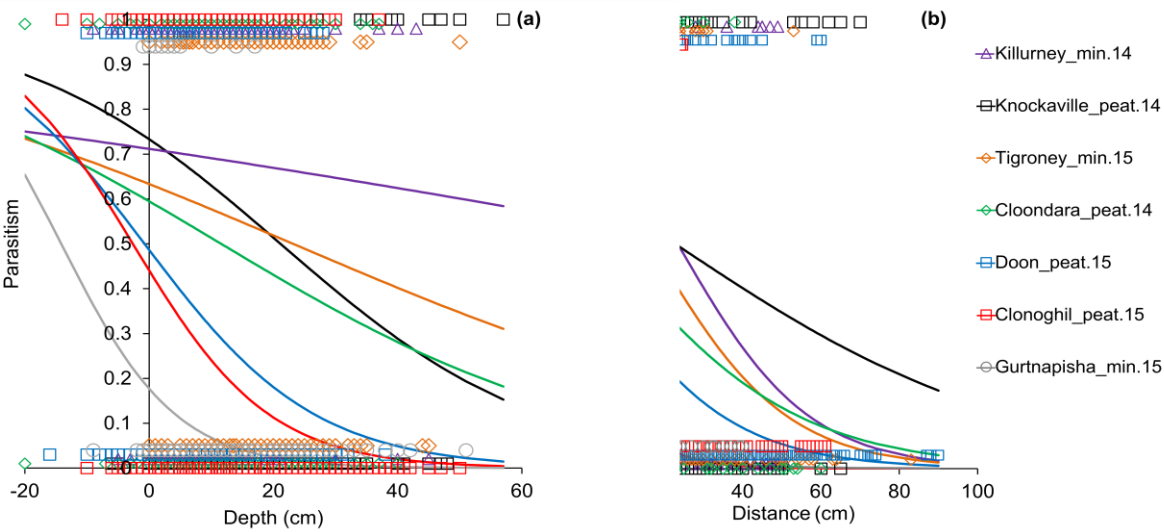 1
0.9
0.8
0.7
0.6
0.5
0.4
0.3
0.2
0.1
0
-20 0 20 40 60
Depth (cm)
Parasitism
(a)
(b)
40 60 80 100
Distance (cm)
Killurney_min.14
Knockaville_peat.14
Tigroney_min.15
Cloondara_peat.14
Doon_peat.15
Clonoghil_peat.15
Gurtnapisha_min.15